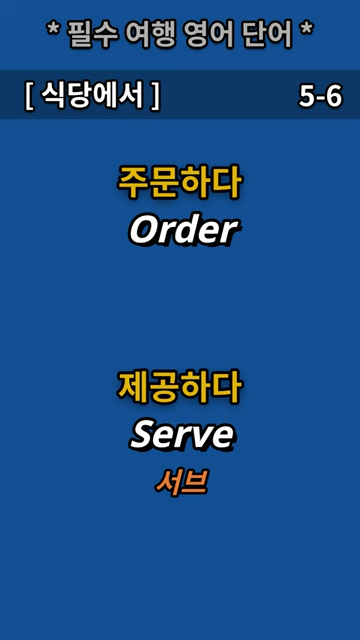 * 필수 여행 영어 단어 *
[ 식당에서 ] 5-6
주문하다
Order
제공하다
Serve
서브